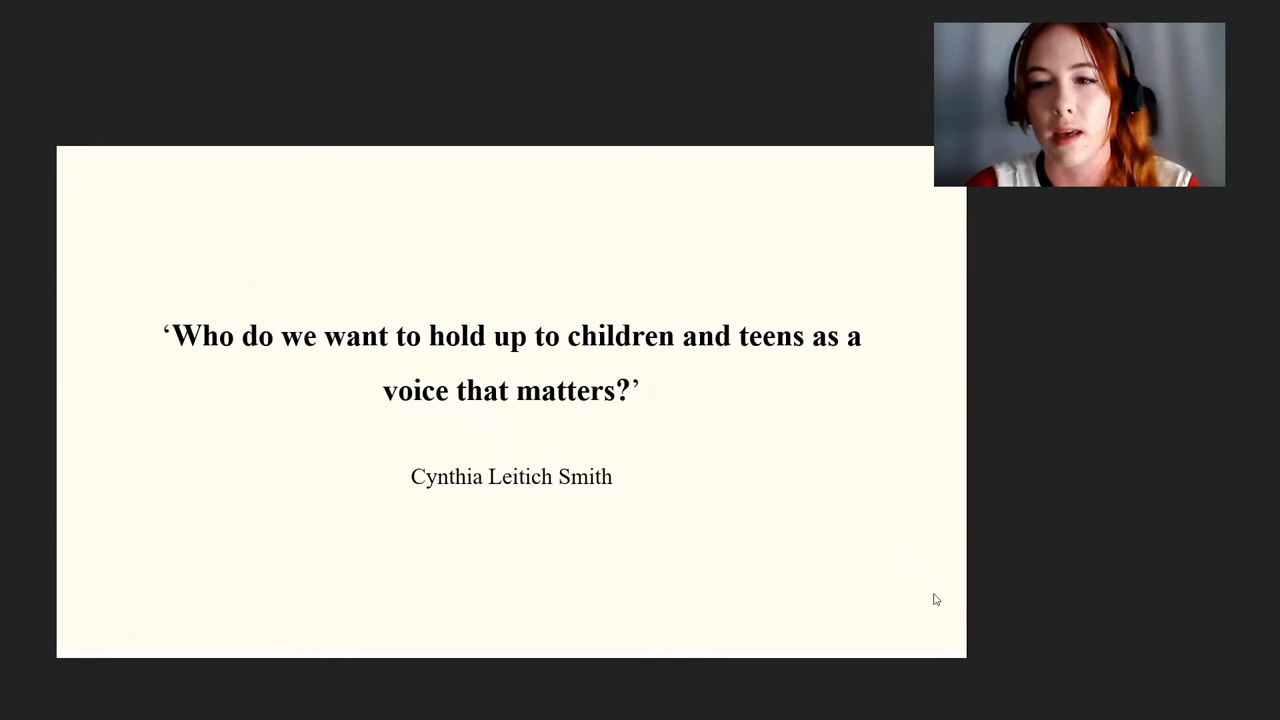 ‘Who do we want to hold up to children and teens as a
voice that matters?’
Cynthia Leitich Smith